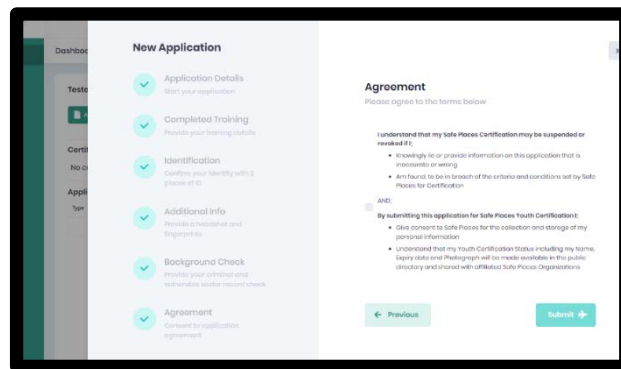 Dashboa
New Application
Application Details
Start your application
Completed Training
Provide your training details
Identification
Confirm your identity with 2
pieces of ID
Additional Info
Provide a headshot and
fingerprints
Background Check
Provide your criminal and
vulnerable sector record check
Agreement
Consent to application
agreement
Teste
Certifi
No c
Appli
Type
Agreement
Please agree to the terms below
I understand that my Safe Places Certification may be suspended or
revoked if I;
Knowingly lie or provide information on this application that is
inaccurate or wrong
Am found to be in breach of the criteria and conditions set by Safe
Places for Certification
AND;
By submitting this application for Safe Places Youth Certification I:
Give consent to Safe Places for the collection and storage of my
personal information
Understand that my Youth Certification Status including my Name,
Expiry date and Photograph will be made available in the public
directory and shared with affiliated Safe Places Organizations
Previous
Submit